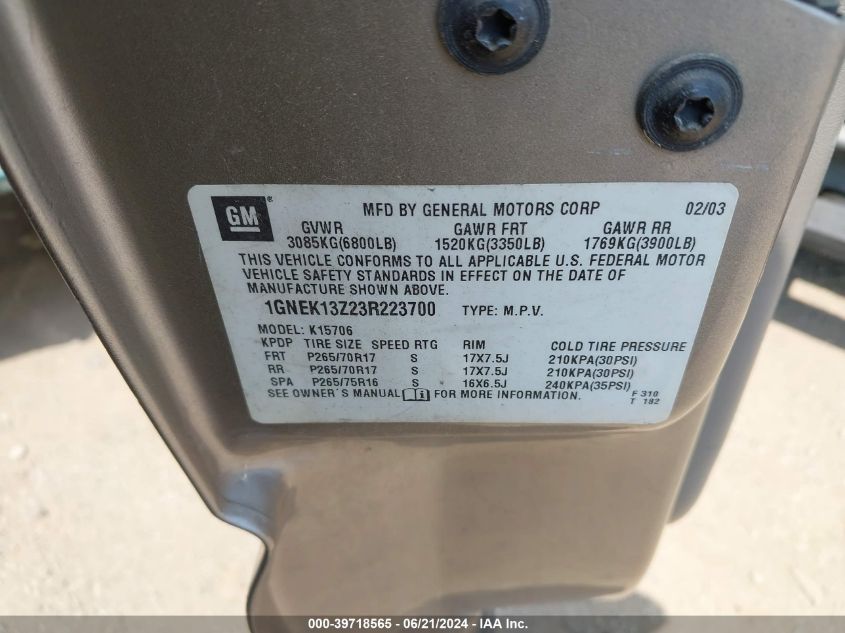 GM ® MFD BY GENERAL MOTORS CORP 02/03
GVWR GAWR FRT GAWR RR
3085KG(6800LB) 1520KG(3350LB) 1769KG(3900LB)
THIS VEHICLE CONFORMS TO ALL APPLICABLE U.S. FEDERAL MOTOR
VEHICLE SAFETY STANDARDS IN EFFECT ON THE DATE OF
MANUFACTURE SHOWN ABOVE.
1GNEK13Z23R223700 TYPE: M.P.V.
MODEL: K15706
KPDP TIRE SIZE SPEED RTG RIM COLD TIRE PRESSURE
FRT P265/70R17 S 17X7.5J 210KPA(30PSI)
RR P265/70R17 S 17X7.5J 210KPA(30PSI)
SPA P265/75R16 S 16X6.5J 240KPA(35PSI)
SEE OWNER'S MANUAL i FOR MORE INFORMATION.
F 310
T 182
000-39718565 - 06/21/2024 - IAA Inc.